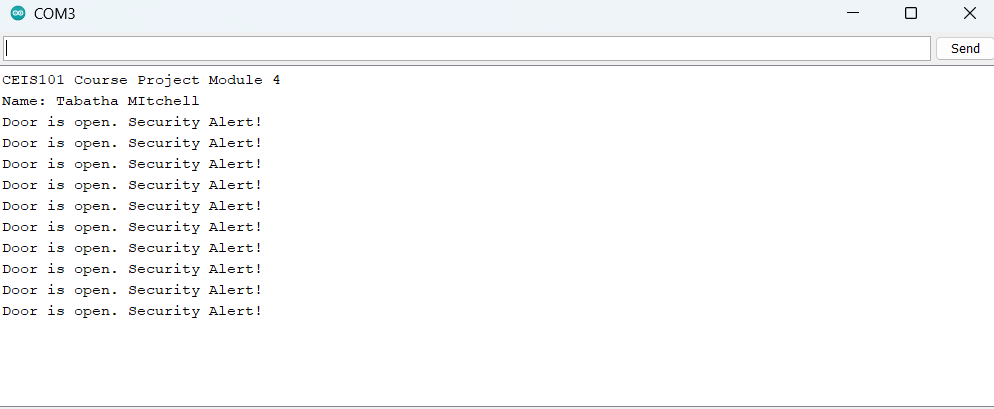 COM3
Send
CEIS101 Course Project Module 4
Name: Tabatha MItchell
Door is open. Security Alert!
Door is open. Security Alert!
Door is open. Security Alert!
Door is open. Security Alert!
Door is open. Security Alert!
Door is open. Security Alert!
Door is open. Security Alert!
Door is open. Security Alert!
Door is open. Security Alert!
Door is open. Security Alert!